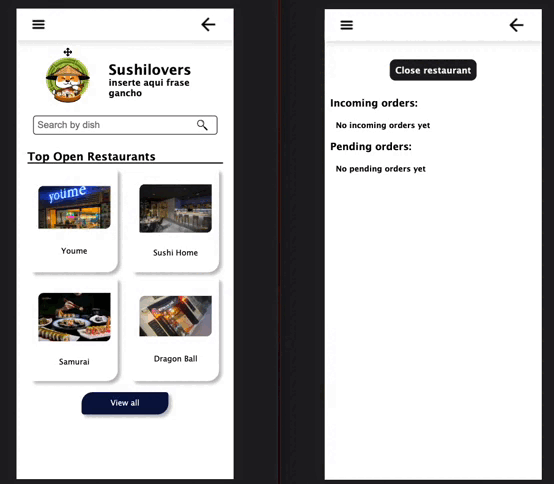 Sushilovers
inserte aqui frase
gancho
Search by dish
Top Open Restaurants
youme
Youme
Sushi Home
Samurai
Dragon Ball
View all
Close restaurant
Incoming orders:
No incoming orders yet
Pending orders:
No pending orders yet